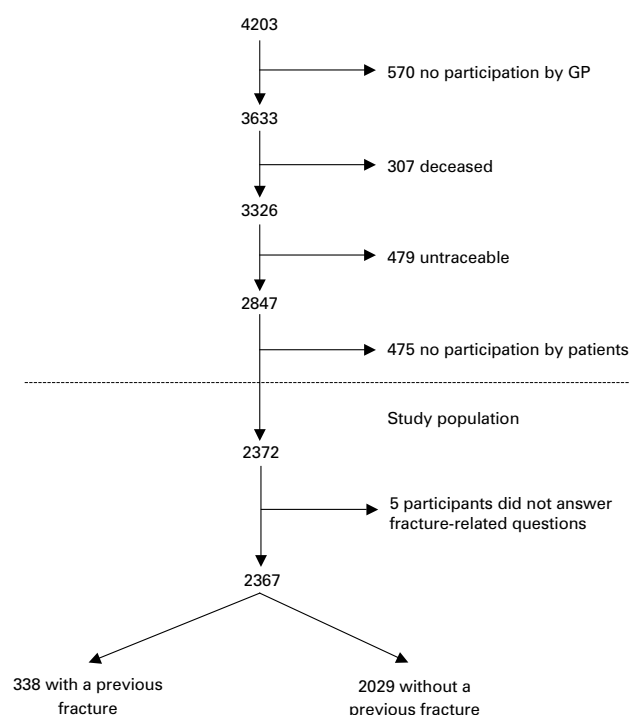 4203
570 no participation by GP
3633
307 deceased
3326
479 untraceable
2847
475 no participation by patients
Study population
2372
5 participants did not answer
fracture-related questions
2367
338 with a previous
fracture
2029 without a
previous fracture